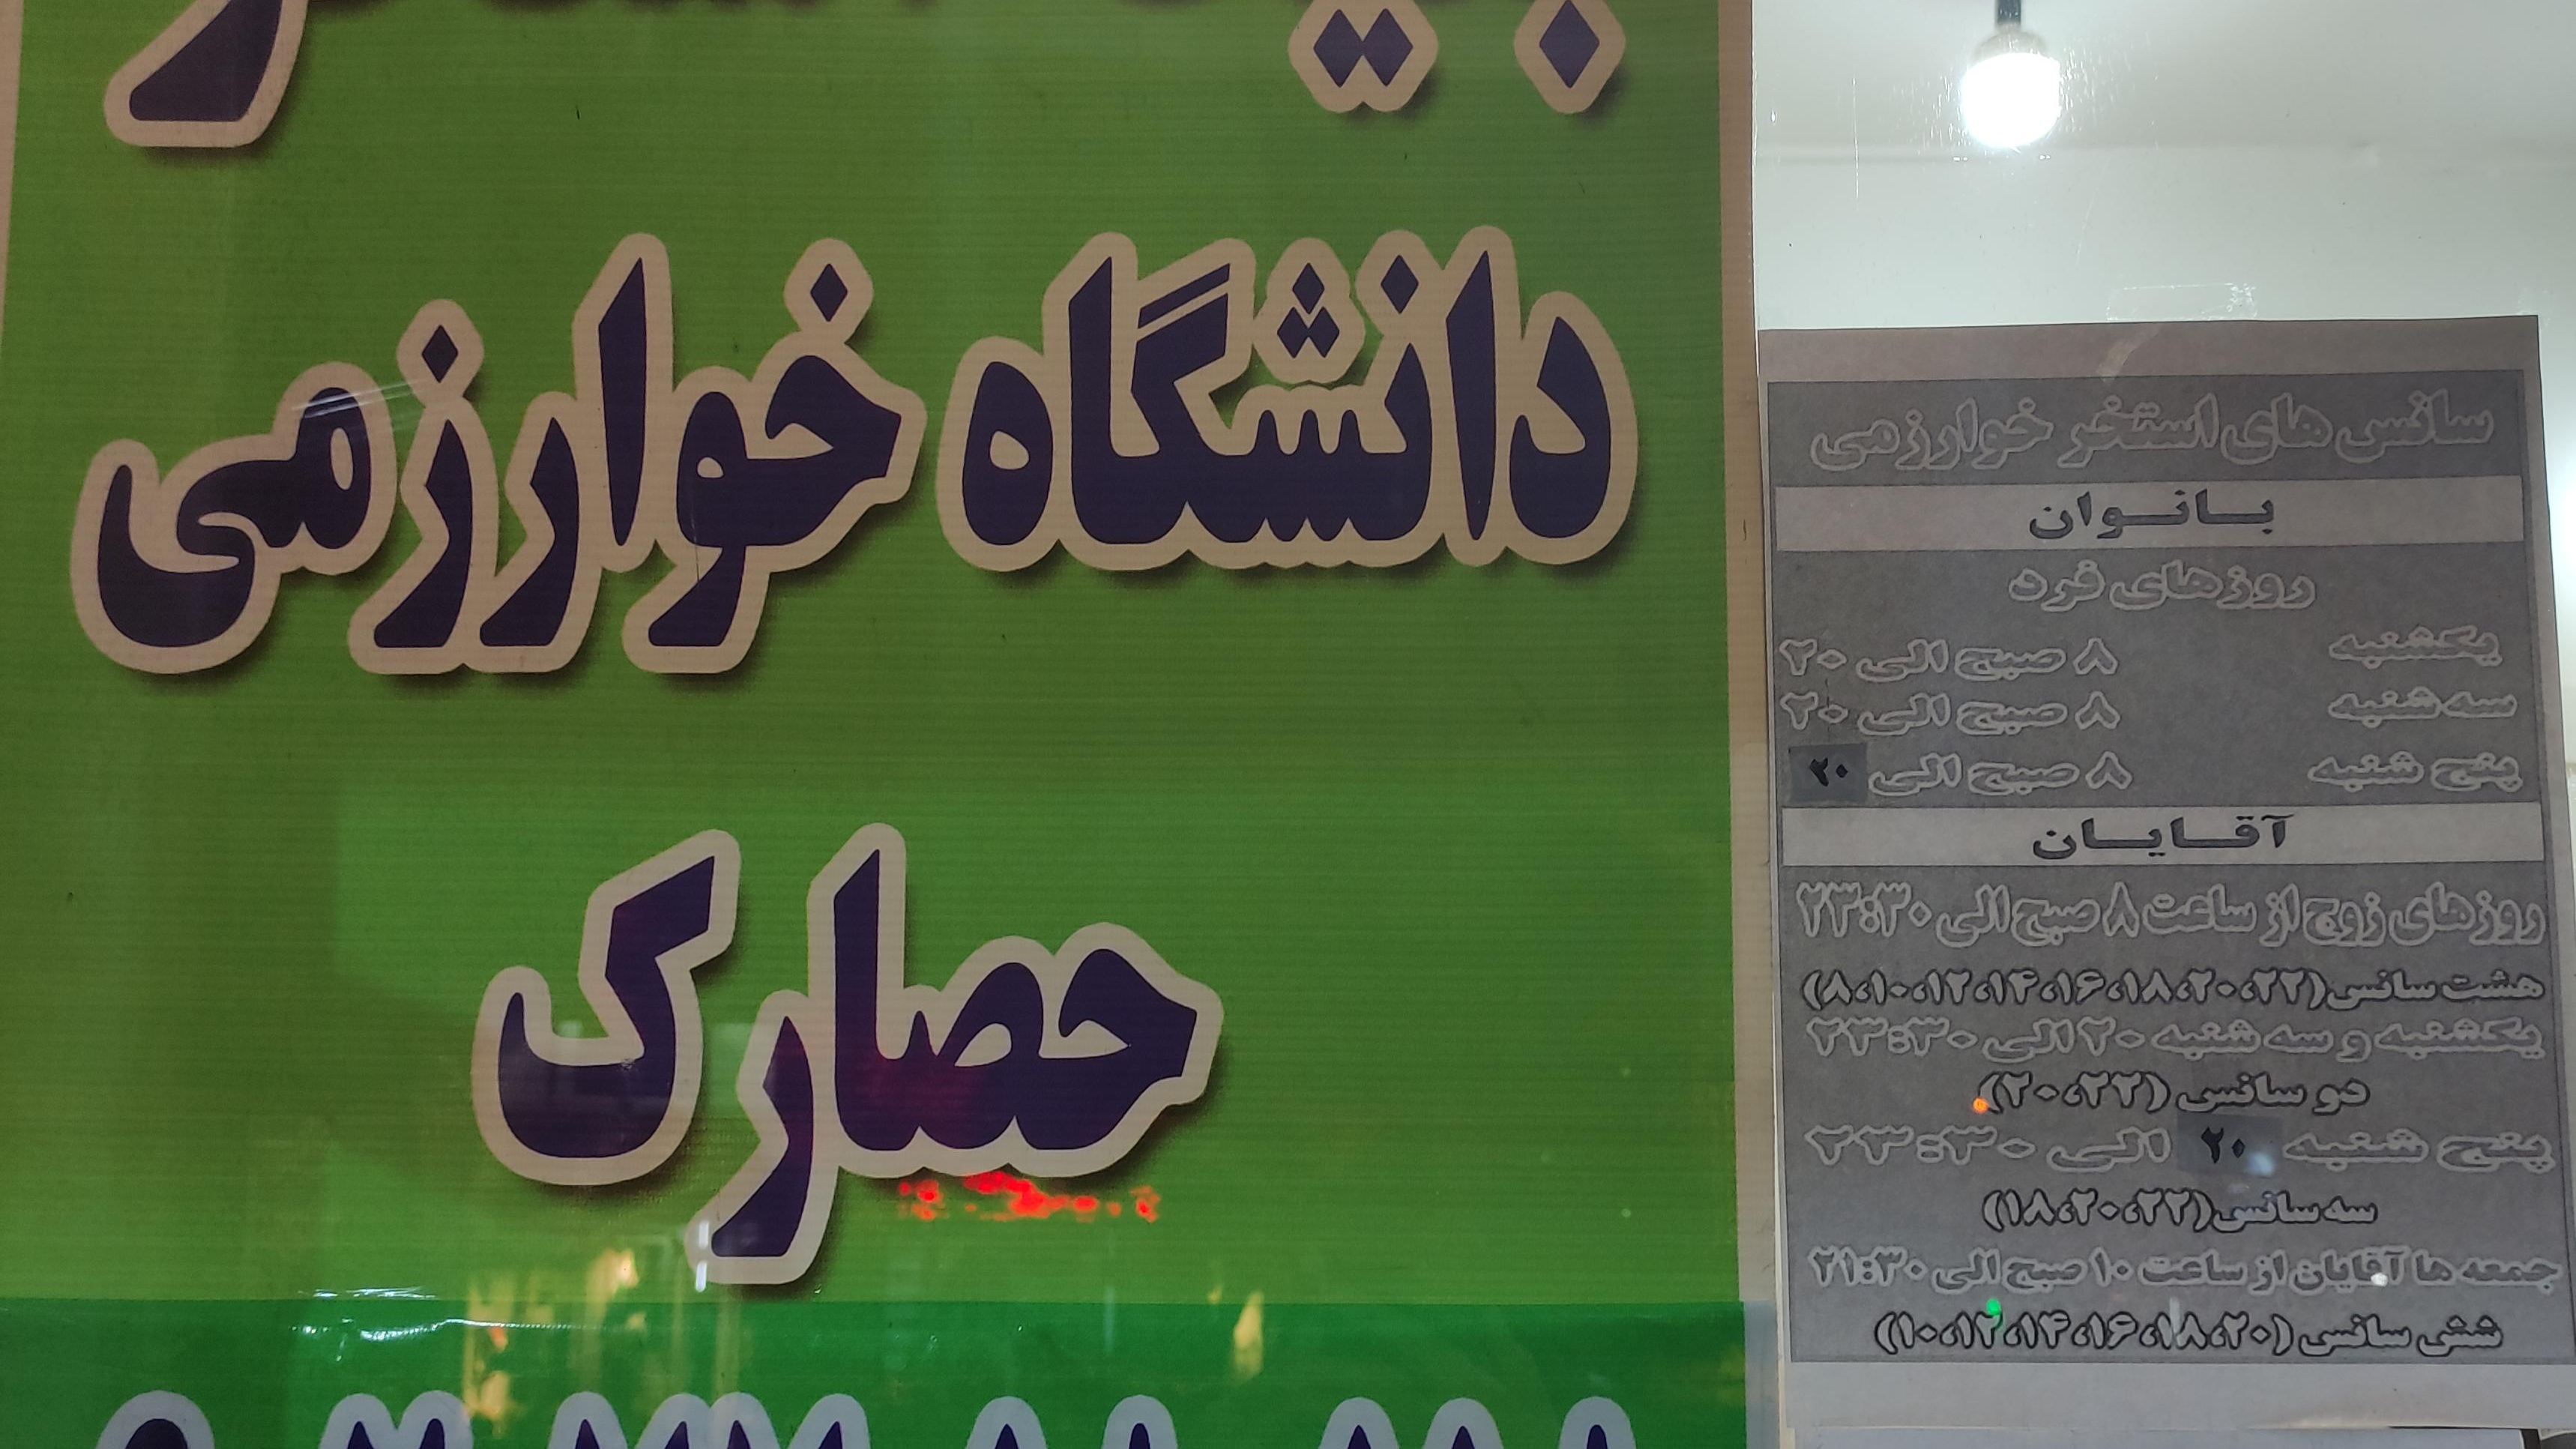 دانشگاه خوارزمی
حصارک
سانس های استخر خوارزمی
بانوان
روزهای فرد
یکشنبه ۸ صبح الی ۲۰
سه شنبه ۸ صبح الی ۲۰
پنج شنبه ۸ صبح الی ۲۰
آقایان
روزهای زوج از ساعت ۸ صبح الی ۲۳:۳۰
هشت سانس(۸،۱۰،۱۲،۱۴،۱۶،۱۸،۲۰،۲۲)
یکشنبه و سه شنبه ۲۰ الی ۲۳:۳۰
دو سانس (۲۰،۲۲)
پنج شنبه ۲۰ الی ۲۳:۳۰
سه سانس(۱۸،۲۰،۲۲)
جمعه ها آقایان از ساعت ۱۰ صبح الی ۲۱:۳۰
شش سانس (۱۰،۱۲،۱۴،۱۶،۱۸،۲۰)